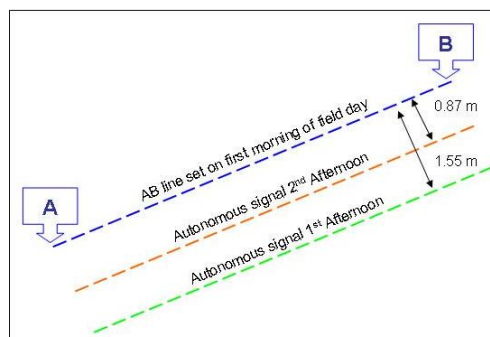 B
0.87 m
AB line set on first morning of field day
1.55 m
A
Autonomous signal 2nd Afternoon
Autonomous signal 1st Afternoon